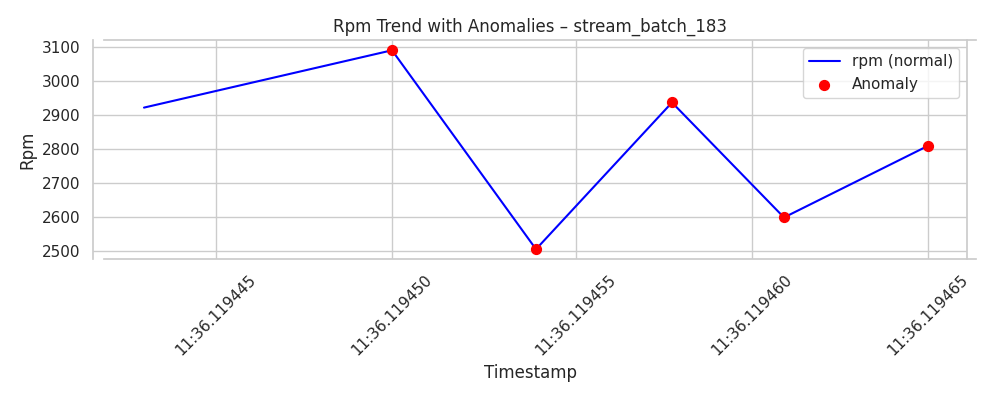 Rpm Trend with Anomalies – stream_batch_183
3100
3000
2900
2800
2700
2600
2500
Rpm
rpm (normal)
Anomaly
11:36.119445
11:36.119450
11:36.119455
11:36.119460
11:36.119465
Timestamp